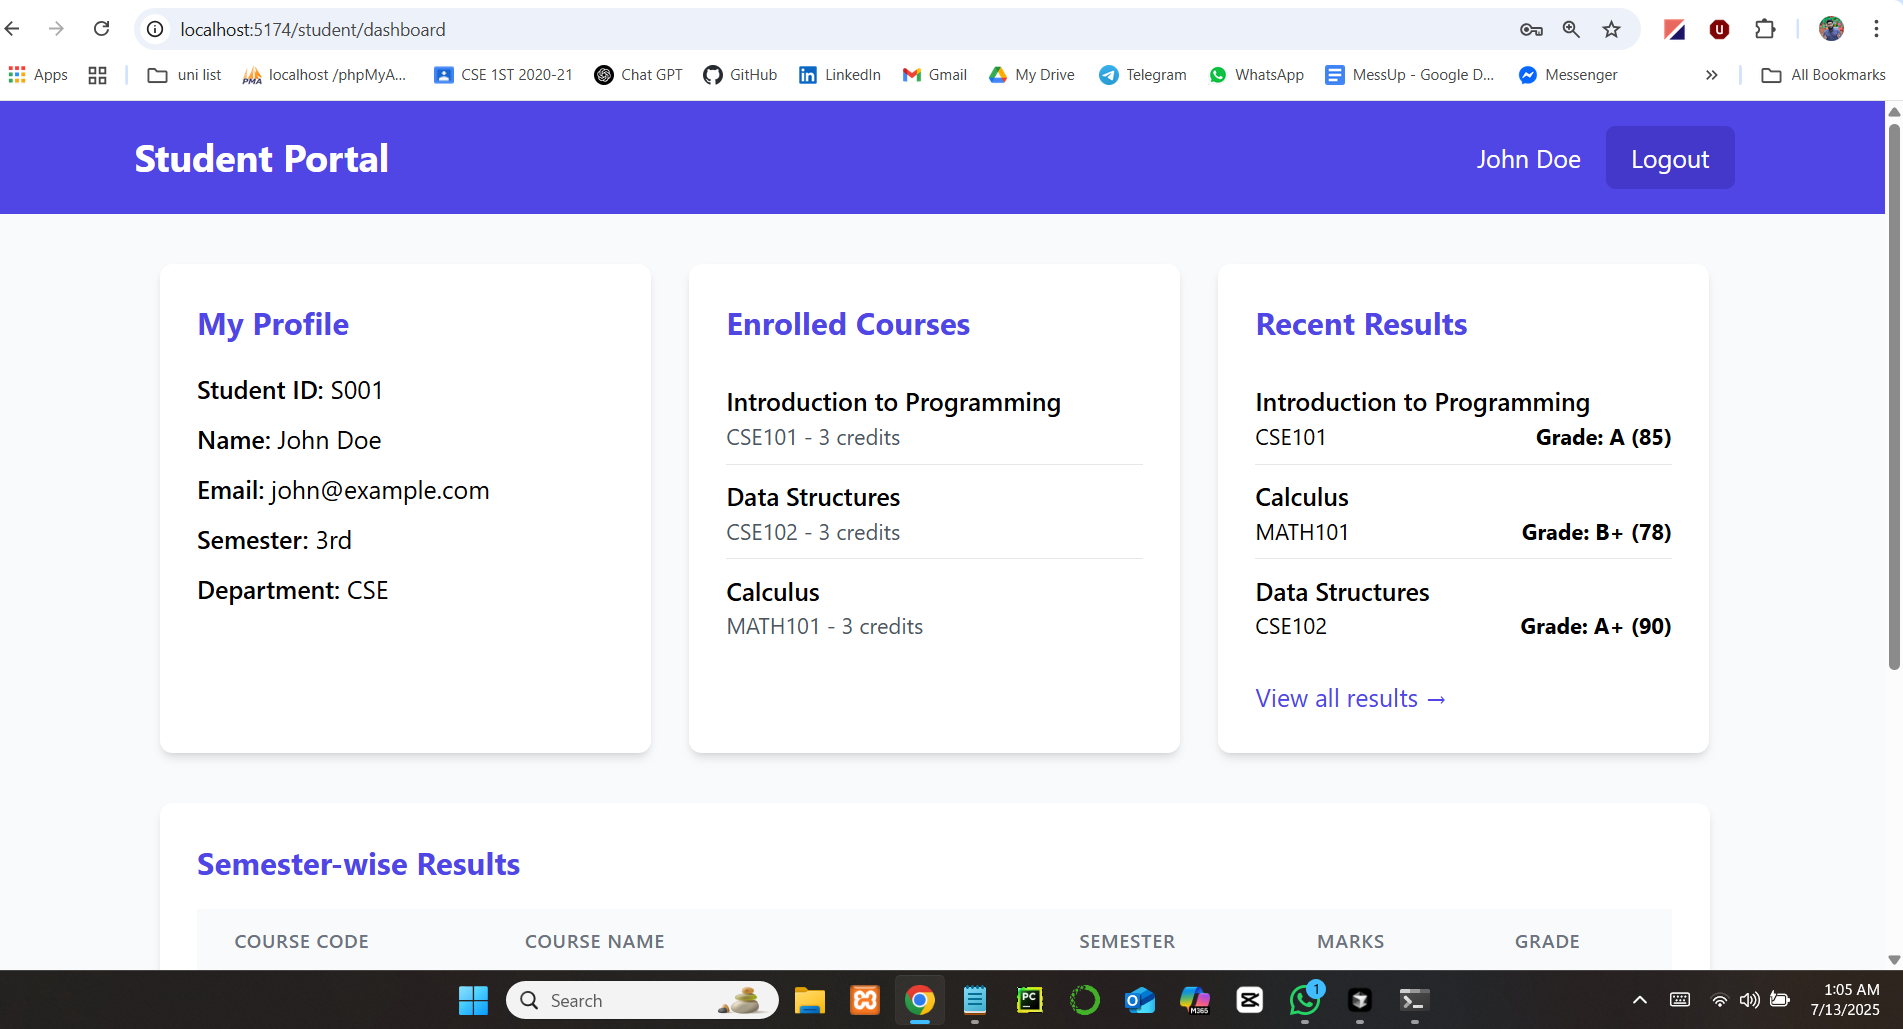 localhost:5174/student/dashboard
Apps
uni list
localhost /phpMyA...
CSE 1ST 2020-21
Chat GPT
GitHub
LinkedIn
Gmail
My Drive
Telegram
WhatsApp
MessUp - Google D...
Messenger
»
All Bookmarks
Student Portal
John Doe
Logout
My Profile
Student ID: S001
Name: John Doe
Email: john@example.com
Semester: 3rd
Department: CSE
Enrolled Courses
Introduction to Programming
CSE101 - 3 credits
Data Structures
CSE102 - 3 credits
Calculus
MATH101 - 3 credits
Recent Results
Introduction to Programming
CSE101 Grade: A (85)
Calculus
MATH101 Grade: B+ (78)
Data Structures
CSE102 Grade: A+ (90)
View all results →
Semester-wise Results
COURSE CODE COURSE NAME SEMESTER MARKS GRADE
Search
1
1:05 AM
7/13/2025